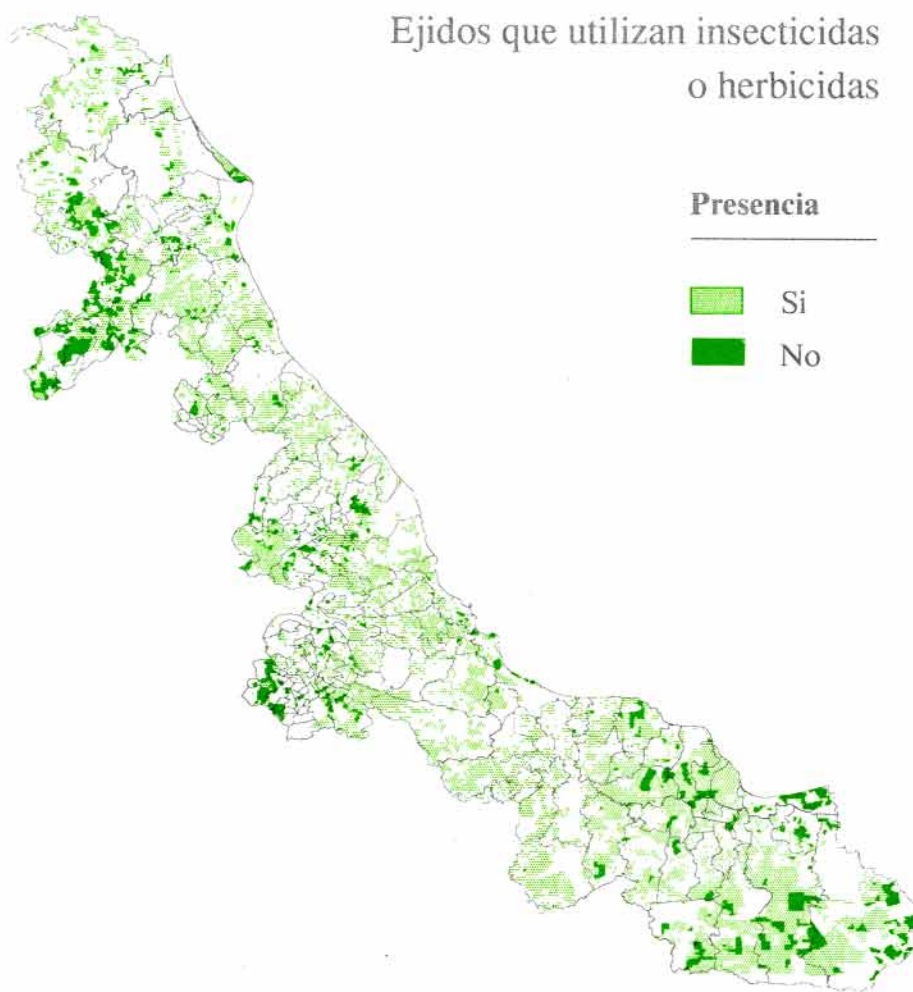 Ejidos que utilizan insecticidas
o herbicidas
Presencia
Si
No